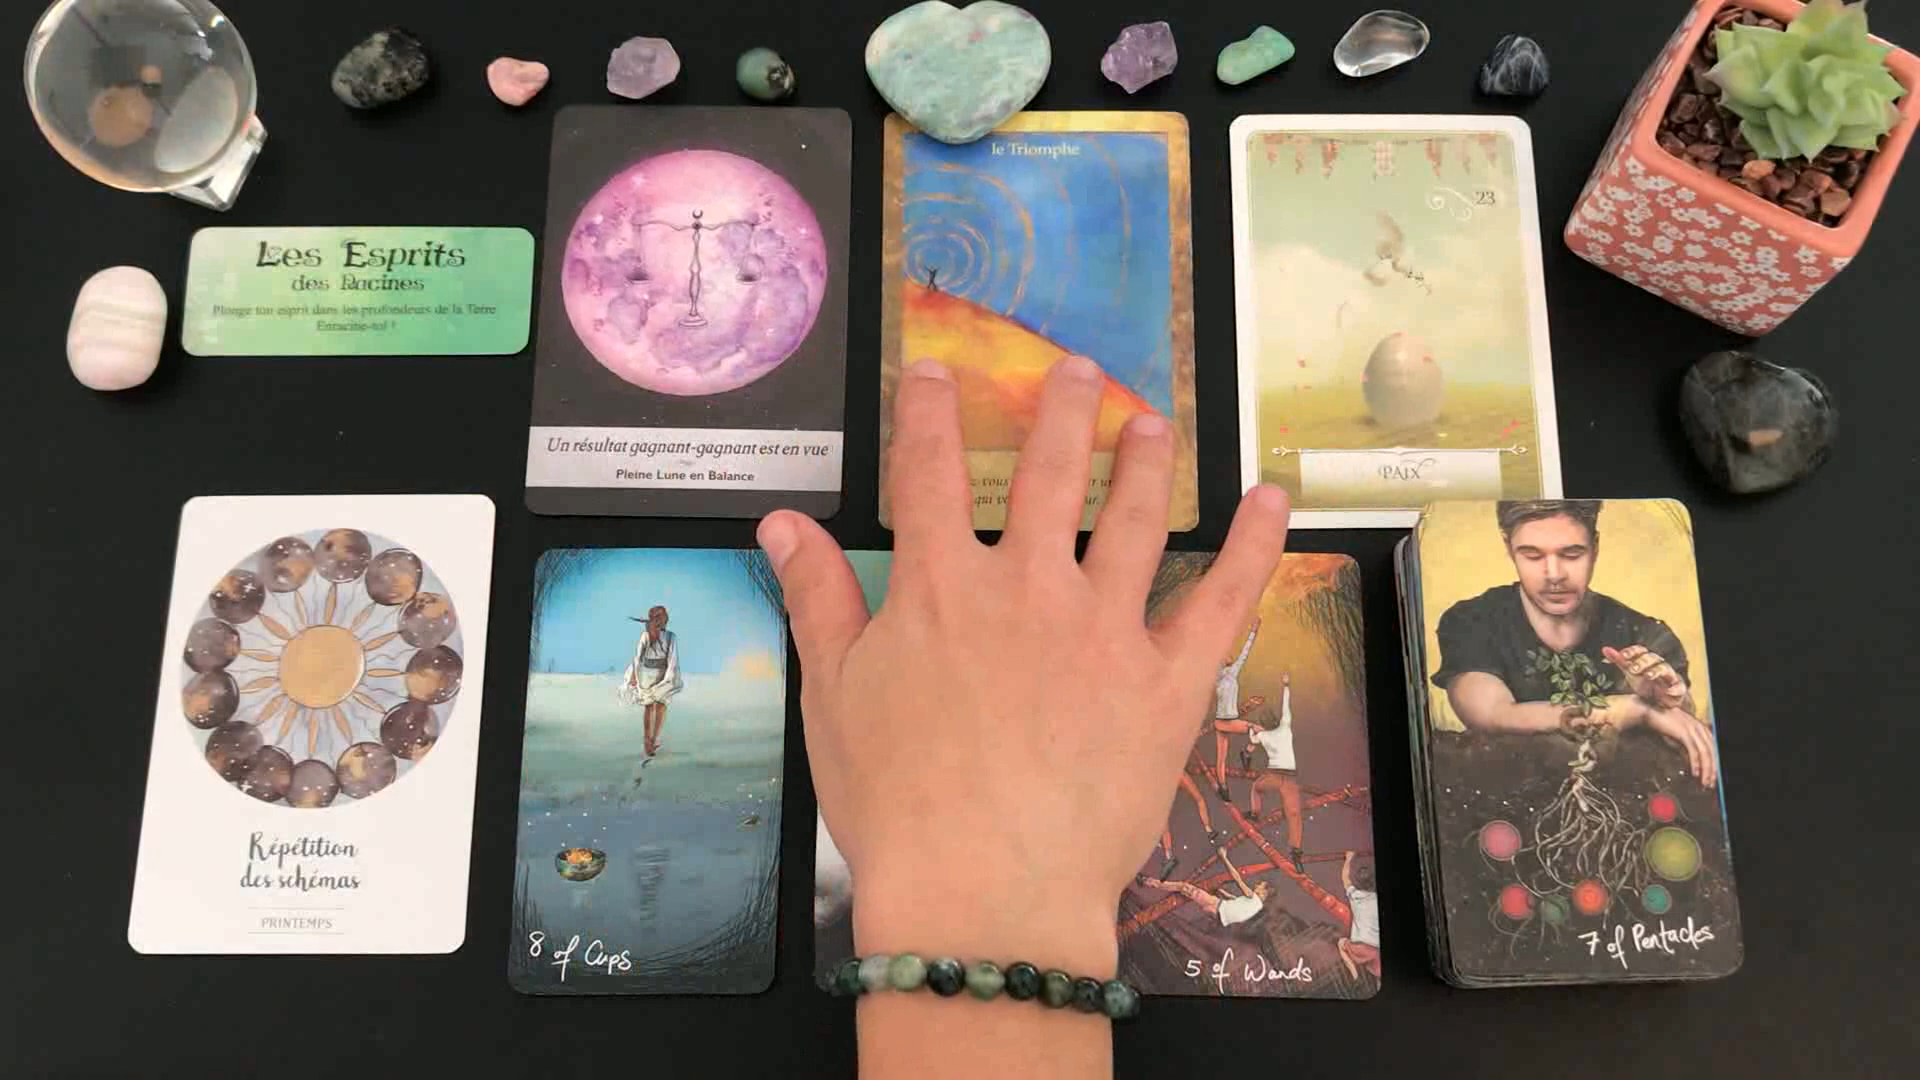 Les Esprits
des Racines
Plonge ton esprit dans les profondeurs de la Terre
Enracine-toi !
Un résultat gagnant-gagnant est en vue
Pleine Lune en Balance
le Triomphe
23
PAIX
Répétition
des schémas
PRINTEMPS
8 of Cups
5 of Wands
7 of Pentacles